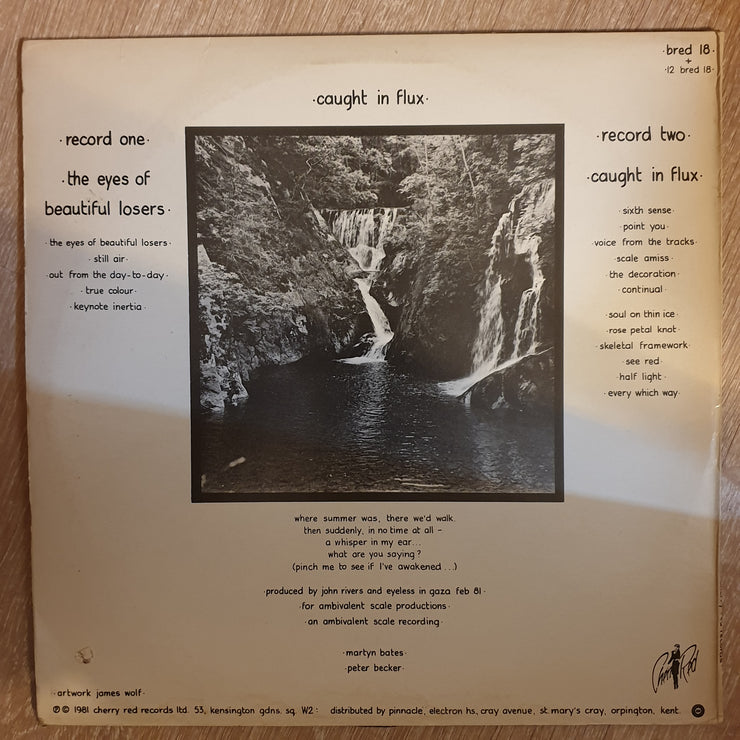 bred 18
+
12 bred 18
·caught in flux·
·record one·
·the eyes of
beautiful losers·
·the eyes of beautiful losers·
·still air·
·out from the day-to-day·
·true colour·
·keynote inertia·
·record two·
·caught in flux·
·sixth sense·
·point you·
·voice from the tracks·
·scale amiss·
·the decoration·
·continual·
·soul on thin ice·
·rose petal knot·
·skeletal framework·
·see red·
·half light·
·every which way·
where summer was, there we'd walk.
then suddenly, in no time at all –
a whisper in my ear...
what are you saying?
(pinch me to see if I've awakened...)
·produced by john rivers and eyeless in gaza feb 81·
·for ambivalent scale productions·
·an ambivalent scale recording·
·martyn bates·
·peter becker·
Cherry Red
·artwork james wolf·
℗ © 1981 cherry red records ltd. 53, kensington gdns. sq. W2: distributed by pinnacle, electron hs, cray avenue, st. mary's cray, orpington, kent.